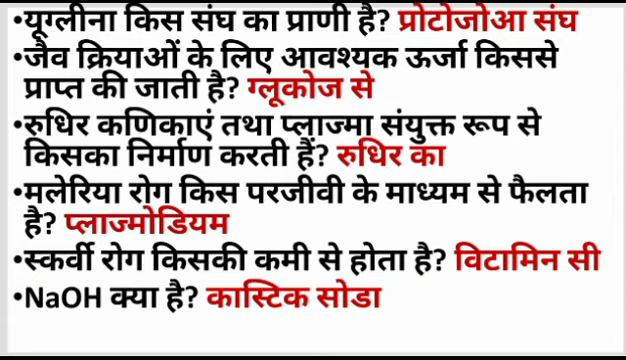 •यूग्लीना किस संघ का प्राणी है? प्रोटोजोआ संघ
•जैव क्रियाओं के लिए आवश्यक ऊर्जा किससे
प्राप्त की जाती है? ग्लूकोज से
•रुधिर कणिकाएं तथा प्लाज्मा संयुक्त रूप से
किसका निर्माण करती हैं? रुधिर का
•मलेरिया रोग किस परजीवी के माध्यम से फैलता
है? प्लाज्मोडियम
•स्कर्वी रोग किसकी कमी से होता है? विटामिन सी
•NaOH क्या है? कास्टिक सोडा